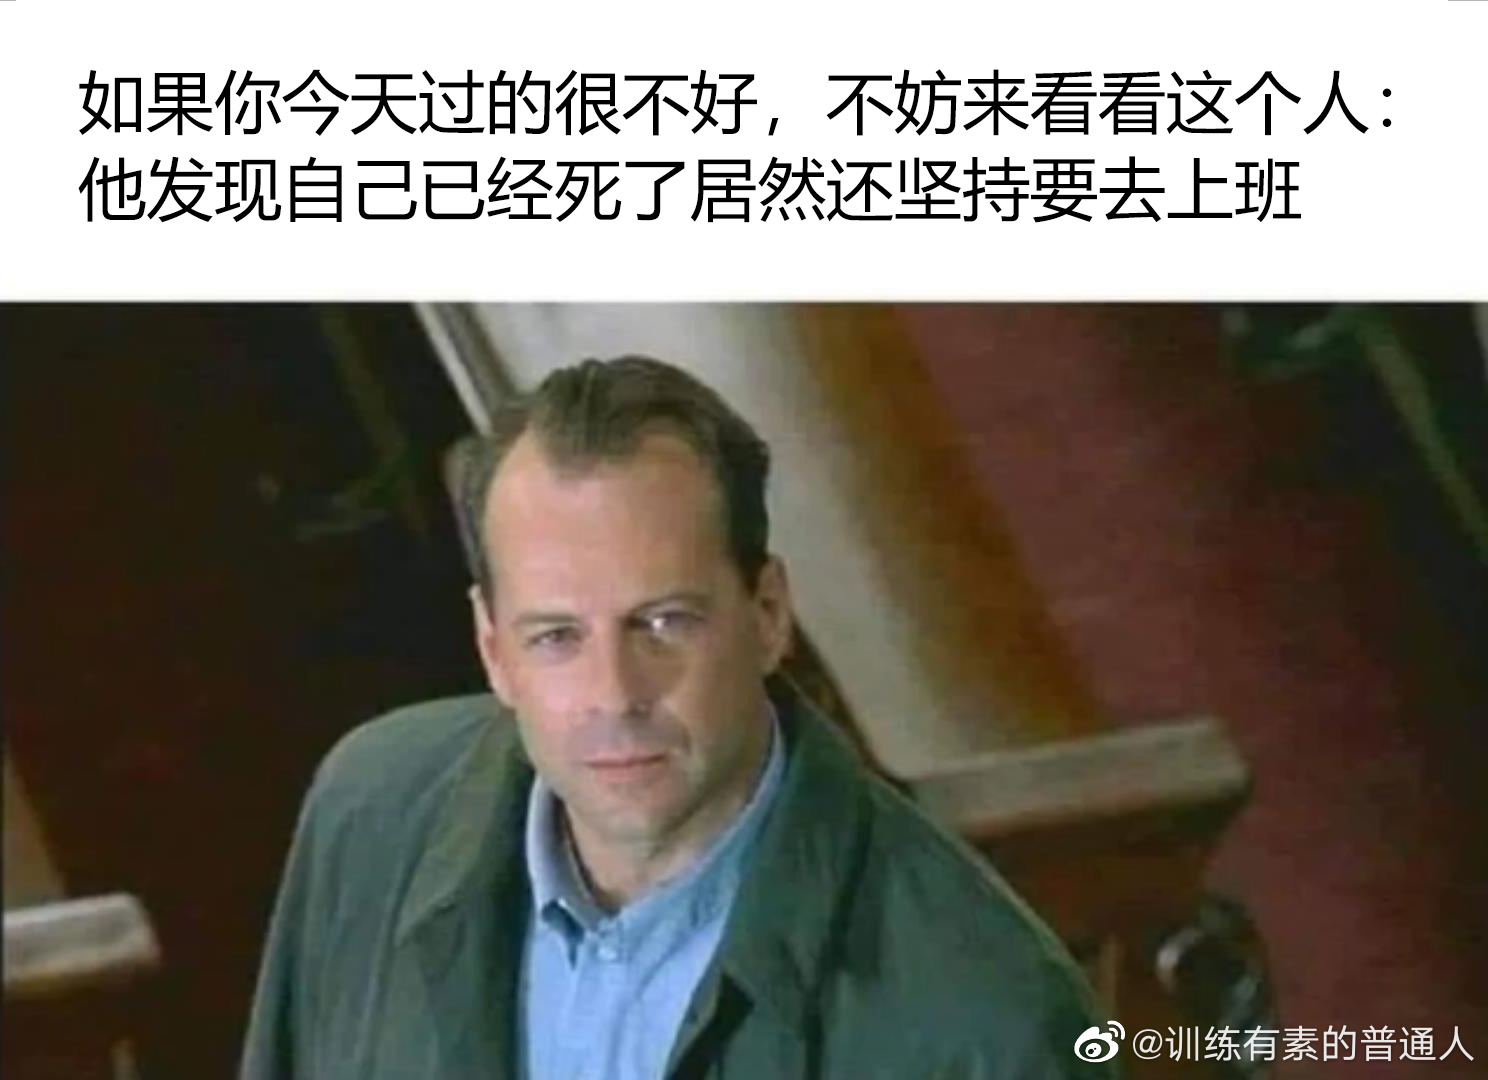 如果你今天过的很不好，不妨来看看这个人：
他发现自己已经死了居然还坚持要去上班
@训练有素的普通人